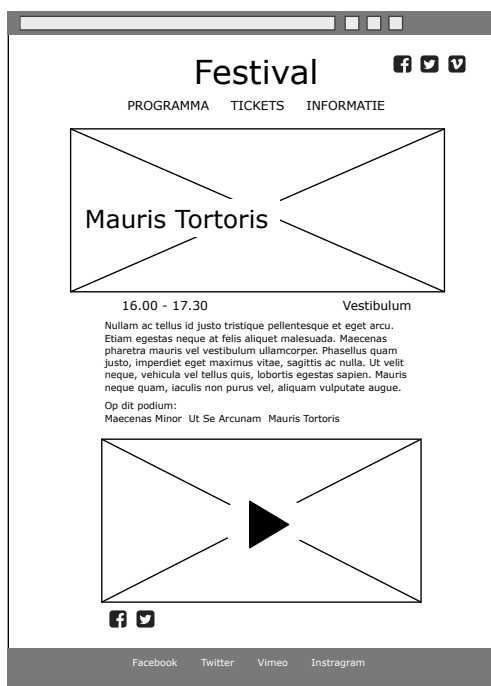 Festival
PROGRAMMA TICKETS INFORMATIE
Mauris Tortoris
16.00 - 17.30 Vestibulum
Nullam ac tellus id justo tristique pellentesque et eget arcu.
Etiam egestas neque at felis aliquet malesuada. Maecenas
pharetra mauris vel vestibulum ullamcorper. Phasellus quam
justo, imperdiet eget maximus vitae, sagittis ac nulla. Ut velit
neque, vehicula vel tellus quis, lobortis egestas sapien. Mauris
neque quam, iaculis non purus vel, aliquam vulputate augue.
Op dit podium:
Maecenas Minor Ut Se Arcunam Mauris Tortoris
Facebook Twitter Vimeo Instragram